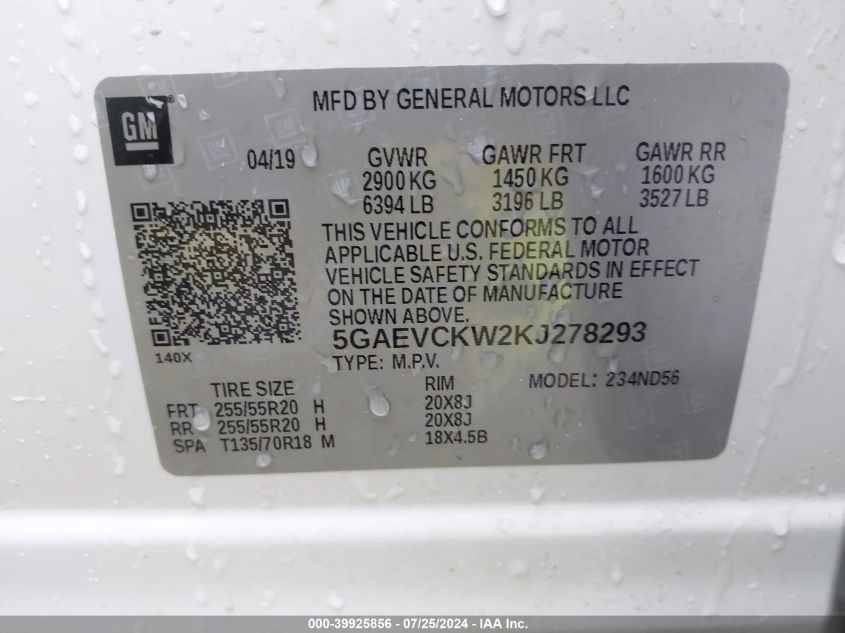 GM ®
MFD BY GENERAL MOTORS LLC
04/19 GVWR GAWR FRT GAWR RR
2900 KG 1450 KG 1600 KG
6394 LB 3196 LB 3527 LB
THIS VEHICLE CONFORMS TO ALL
APPLICABLE U.S. FEDERAL MOTOR
VEHICLE SAFETY STANDARDS IN EFFECT
ON THE DATE OF MANUFACTURE
SHOWN ABOVE.
5GAEVCKW2KJ278293
140X
TYPE: M.P.V. MODEL: 234ND56
TIRE SIZE RIM
FRT 255/55R20 H 20X8J
RR 255/55R20 H 20X8J
SPA T135/70R18 M 18X4.5B
000-39925856 / 07/25/2024 - IAA Inc.